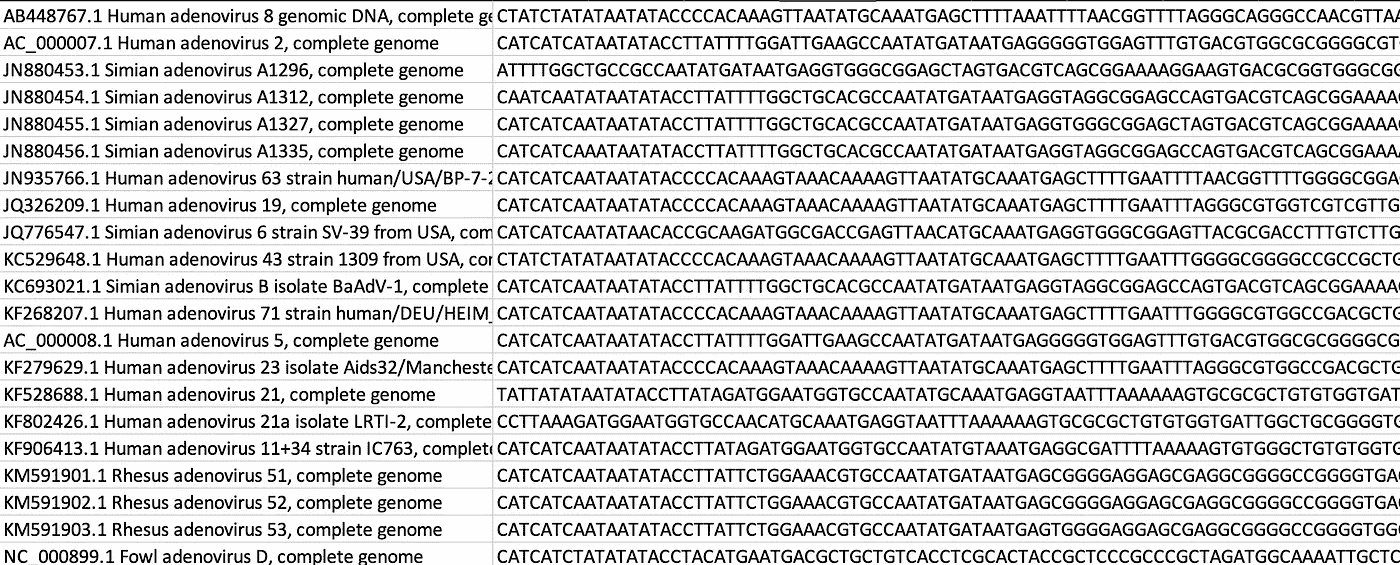 AB448767.1 Human adenovirus 8 genomic DNA, complete ge CTATCTATATAATATACCCCACAAAGTTAATATGCAAATGAGCTTTTAAATTTTAACGGTTTTAGGGCAGGGCCAACGTTAA
AC_000007.1 Human adenovirus 2, complete genome CATCATCATAATATACCTTATTTTGGATTGAAGCCAATATGATAATGAGGGGGTGGAGTTTGTGACGTGGCGCGGGGCGT
JN880453.1 Simian adenovirus A1296, complete genome ATTTTGGCTGCCGCCAATATGATAATGAGGTGGGCGGAGCTAGTGACGTCAGCGGAAAAGGAAGTGACGCGGTGGGCGG
JN880454.1 Simian adenovirus A1312, complete genome CAATCAATATAATATACCTTATTTTGGCTGCACGCCAATATGATAATGAGGTAGGCGGAGCCAGTGACGTCAGCGGAAAA
JN880455.1 Simian adenovirus A1327, complete genome CATCATCAATAATATACCTTATTTTGGCTGCACGCCAATATGATAATGAGGTGGGCGGAGCTAGTGACGTCAGCGGAAAA
JN880456.1 Simian adenovirus A1335, complete genome CATCATCAAATAATATACCTTATTTTGGCTGCACGCCAATATGATAATGAGGTAGGCGGAGCCAGTGACGTCAGCGGAAA
JN935766.1 Human adenovirus 63 strain human/USA/BP-7-2 CATCATCAATAATATACCCCACAAAGTAAACAAAAGTTAATATGCAAATGAGCTTTTGAATTTTAACGGTTTTGGGGCGGA
JQ326209.1 Human adenovirus 19, complete genome CATCATCAATAATATACCCCACAAAGTAAACAAAAGTTAATATGCAAATGAGCTTTTGAATTTAGGGCGTGGTCGTCGTTG
JQ776547.1 Simian adenovirus 6 strain SV-39 from USA, com CATCATCAATATAACACCGCAAGATGGCGACCGAGTTAACATGCAAATGAGGTGGGCGGAGTTACGCGACCTTTGTCTTG
KC529648.1 Human adenovirus 43 strain 1309 from USA, cor CTATCTATATAATATACCCCACAAAGTAAACAAAAGTTAATATGCAAATGAGCTTTTGAATTTGGGGCGGGGCCGCCGCTG
KC693021.1 Simian adenovirus B isolate BaAdV-1, complete CATCATCAATAATATACCTTATTTTGGCTGCACGCCAATATGATAATGAGGTAGGCGGAGCCAGTGACGTCAGCGGAAAA
KF268207.1 Human adenovirus 71 strain human/DEU/HEIM_ CATCATCAATAATATACCCCACAAAGTAAACAAAAGTTAATATGCAAATGAGCTTTTGAATTTGGGGCGTGGCCGACGCTG
AC_000008.1 Human adenovirus 5, complete genome CATCATCAATAATATACCTTATTTTGGATTGAAGCCAATATGATAATGAGGGGGTGGAGTTTGTGACGTGGCGCGGGGCG
KF279629.1 Human adenovirus 23 isolate Aids32/Mancheste CATCATCAATAATATACCCCACAAAGTAAACAAAAGTTAATATGCAAATGAGCTTTTGAATTTAGGGCGTGGCCGACGCTG
KF528688.1 Human adenovirus 21, complete genome TATTATATAATATACCTTATAGATGGAATGGTGCCAATATGCAAATGAGGTAATTTAAAAAAGTGCGCGCTGTGTGGTGAT
KF802426.1 Human adenovirus 21a isolate LRTI-2, complete CCTTAAAGATGGAATGGTGCCAACATGCAAATGAGGTAATTTAAAAAAGTGCGCGCTGTGTGGTGATTGGCTGCGGGGTG
KF906413.1 Human adenovirus 11+34 strain IC763, complete CATCATCAATAATATACCTTATAGATGGAATGGTGCCAATATGTAAATGAGGCGATTTTAAAAAGTGTGGGCTGTGTGGTG
KM591901.1 Rhesus adenovirus 51, complete genome CATCATCAATAATATACCTTATTCTGGAAACGTGCCAATATGATAATGAGCGGGGAGGAGCGAGGCGGGGCCGGGGTGA
KM591902.1 Rhesus adenovirus 52, complete genome CATCATCAATAATATACCTTATTCTGGAAACGTGCCAATATGATAATGAGCGGGGAGGAGCGAGGCGGGGCCGGGGTGA
KM591903.1 Rhesus adenovirus 53, complete genome CATCATCAATAATATACCTTATTCTGGAAACGTGCCAATATGATAATGAGTGGGGAGGAGCGAGGCGGGGCCGGGGTGG
NC_000899.1 Fowl adenovirus D, complete genome CATCATCTATATATACCTACATGAATGACGCTGCTGTCACCTCGCACTACCGCTCCCGCCCGCTAGATGGCAAAATTGCTC